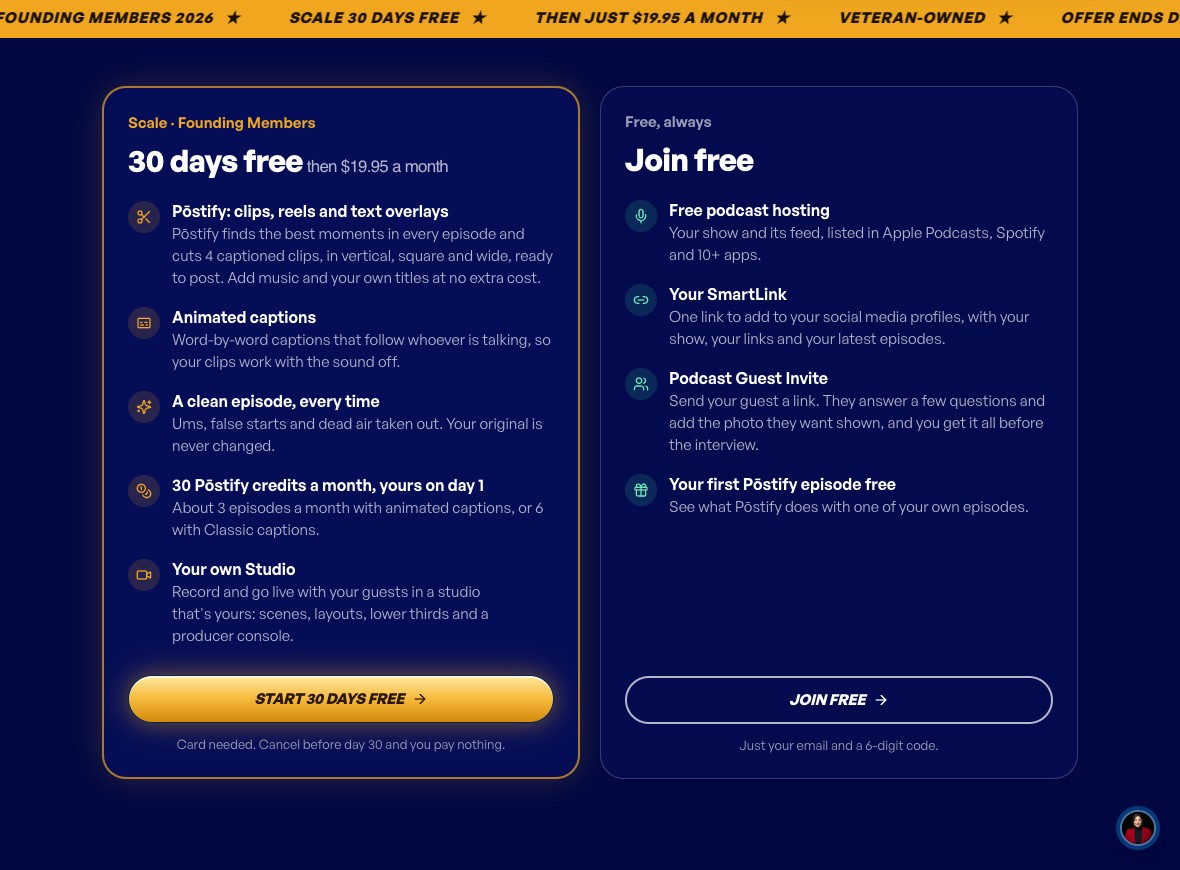 FOUNDING MEMBERS 2026 ★ SCALE 30 DAYS FREE ★ THEN JUST $19.95 A MONTH ★ VETERAN-OWNED ★ OFFER ENDS D
Scale · Founding Members
30 days free then $19.95 a month
Pōstify: clips, reels and text overlays
Pōstify finds the best moments in every episode and
cuts 4 captioned clips, in vertical, square and wide, ready
to post. Add music and your own titles at no extra cost.
Animated captions
Word-by-word captions that follow whoever is talking, so
your clips work with the sound off.
A clean episode, every time
Ums, false starts and dead air taken out. Your original is
never changed.
30 Pōstify credits a month, yours on day 1
About 3 episodes a month with animated captions, or 6
with Classic captions.
Your own Studio
Record and go live with your guests in a studio
that's yours: scenes, layouts, lower thirds and a
producer console.
START 30 DAYS FREE →
Card needed. Cancel before day 30 and you pay nothing.
Free, always
Join free
Free podcast hosting
Your show and its feed, listed in Apple Podcasts, Spotify
and 10+ apps.
Your SmartLink
One link to add to your social media profiles, with your
show, your links and your latest episodes.
Podcast Guest Invite
Send your guest a link. They answer a few questions and
add the photo they want shown, and you get it all before
the interview.
Your first Pōstify episode free
See what Pōstify does with one of your own episodes.
JOIN FREE →
Just your email and a 6-digit code.